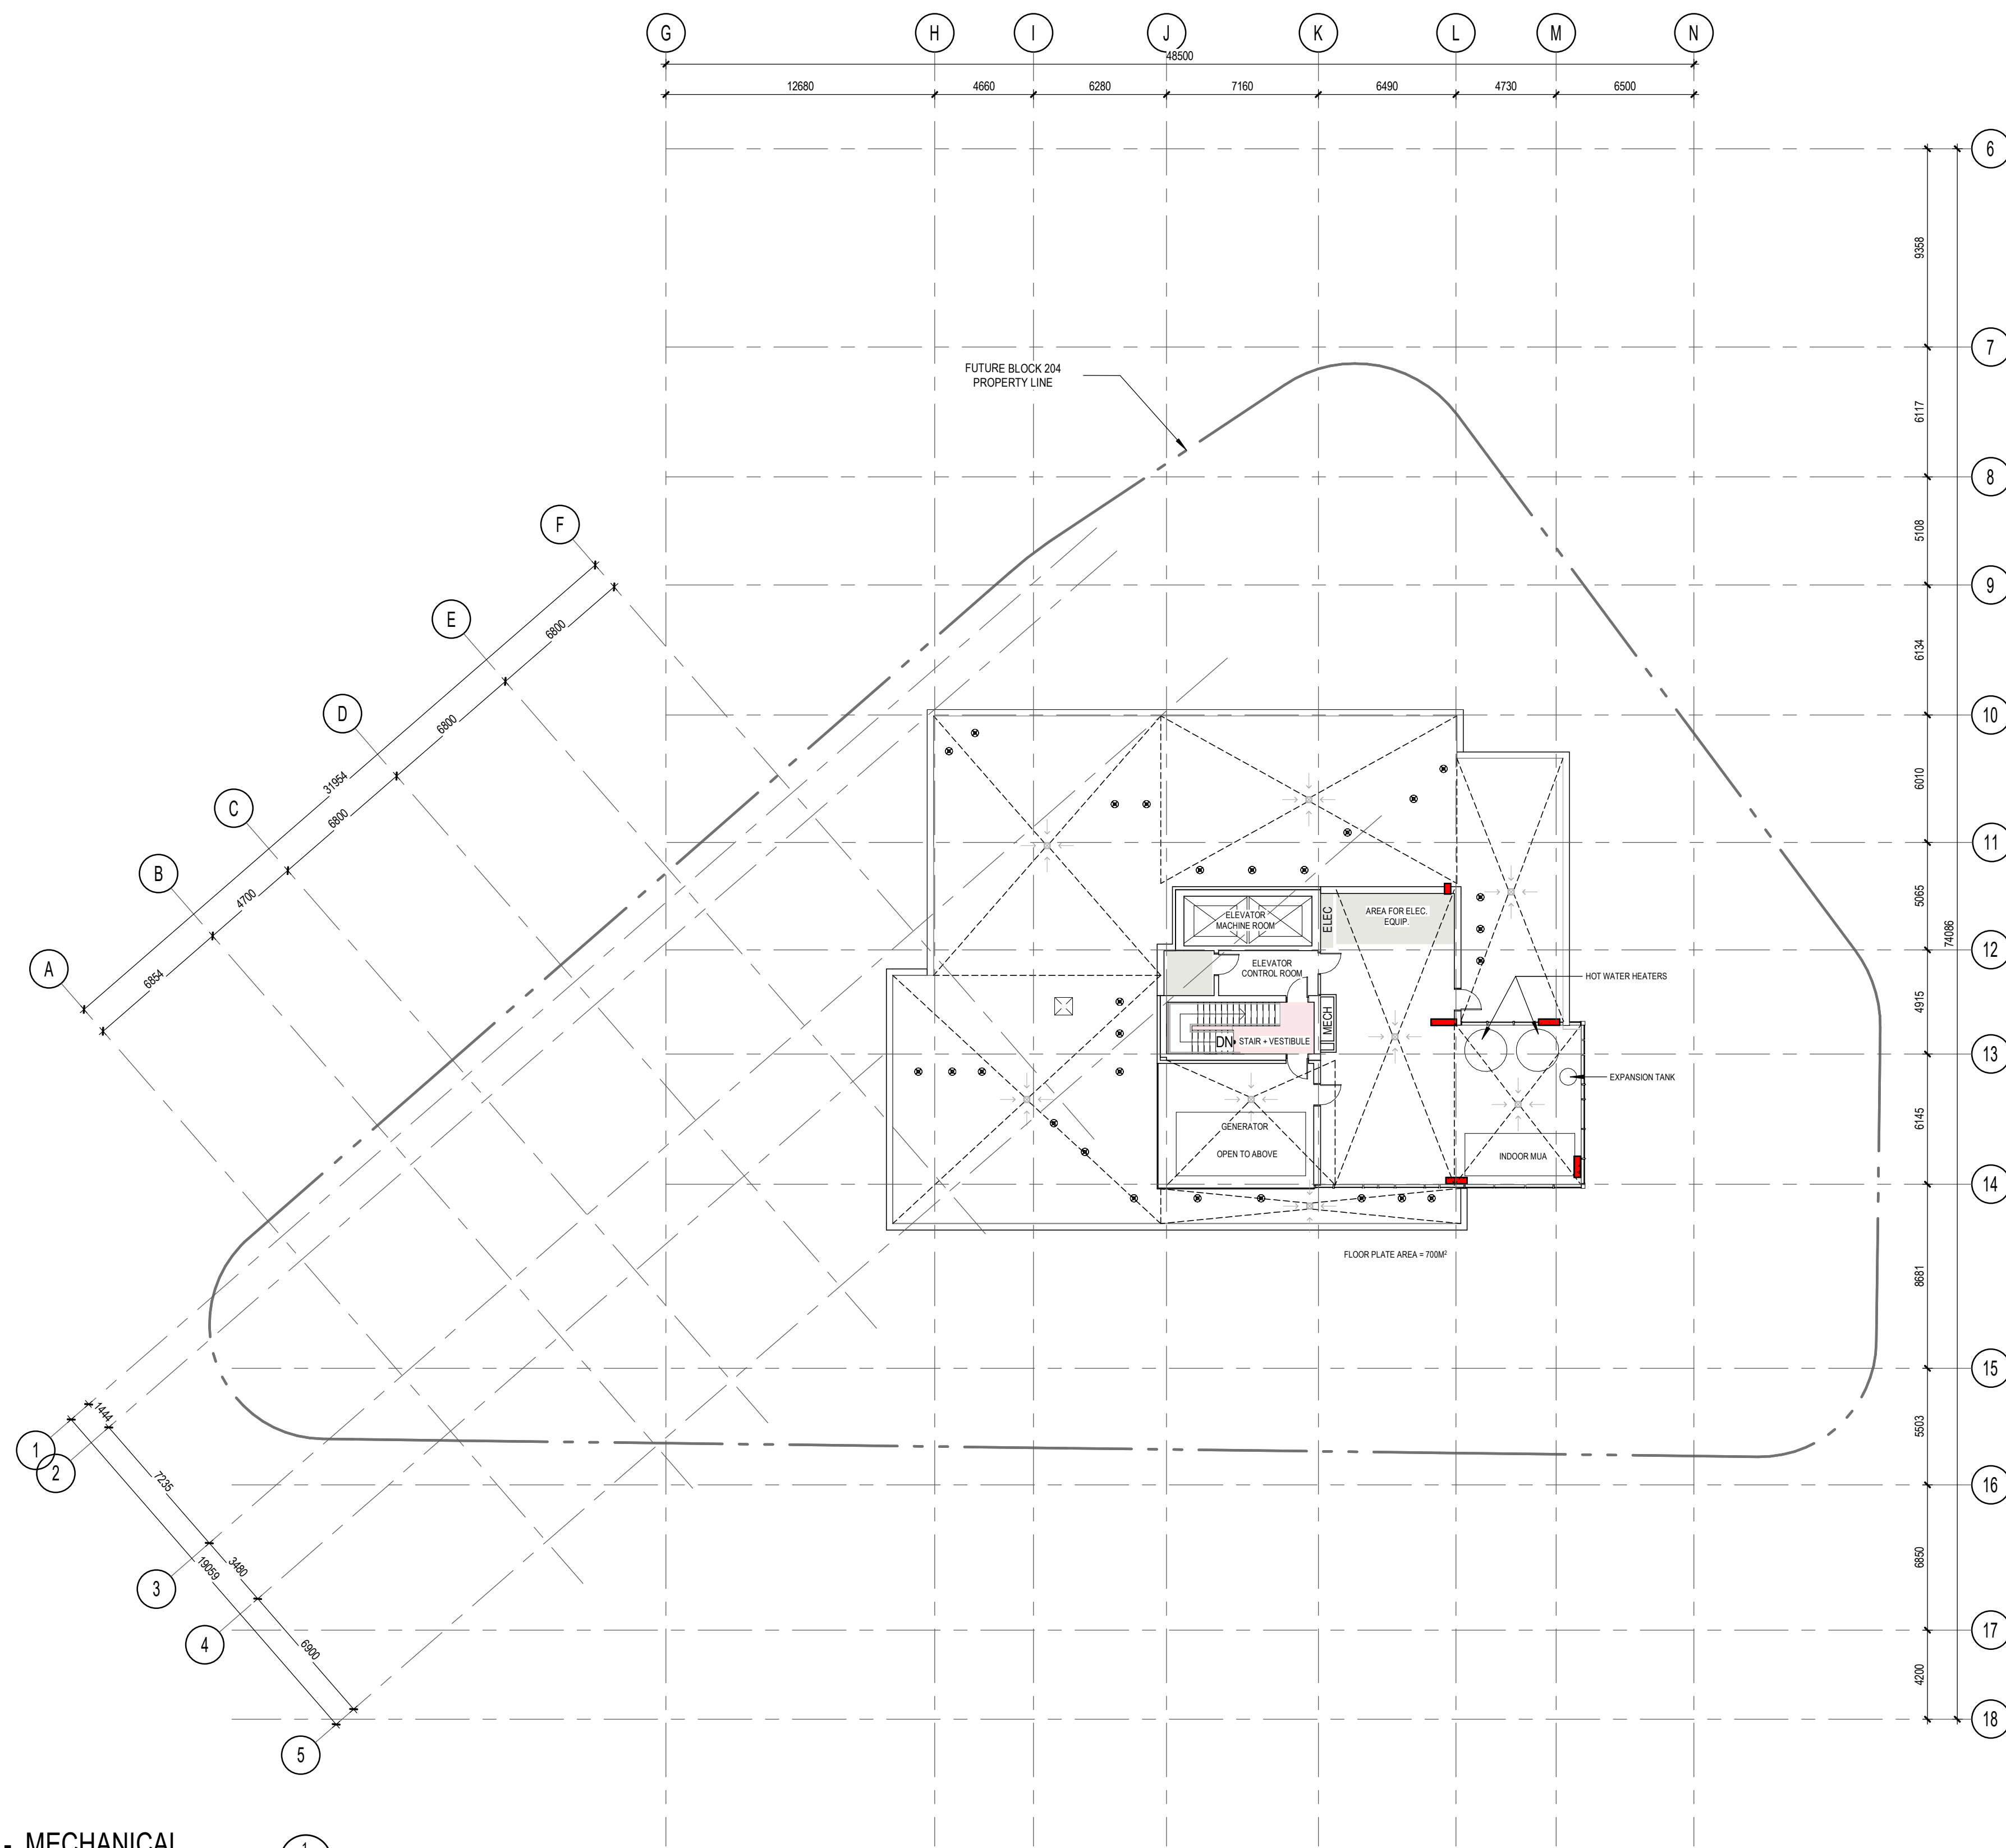 G
H
I
J
K
L
M
N
48500
12680
4660
6280
7160
6490
4730
6500
6
9358
7
FUTURE BLOCK 204
PROPERTY LINE
6117
8
5108
F
9
E
6800
6134
D
6800
10
31954
C
6800
6010
B
4700
11
A
6854
5065
ELEVATOR
MACHINE ROOM
ELEC
AREA FOR ELEC.
EQUIP.
74086
12
ELEVATOR
CONTROL ROOM
HOT WATER HEATERS
4915
MECH
DN
STAIR + VESTIBULE
13
EXPANSION TANK
6145
GENERATOR
OPEN TO ABOVE
INDOOR MUA
14
FLOOR PLATE AREA = 700M²
8681
15
1444
1
2
5503
7235
16
3480
19059
3
6850
4
6900
17
4200
18
5
- MECHANICAL
1